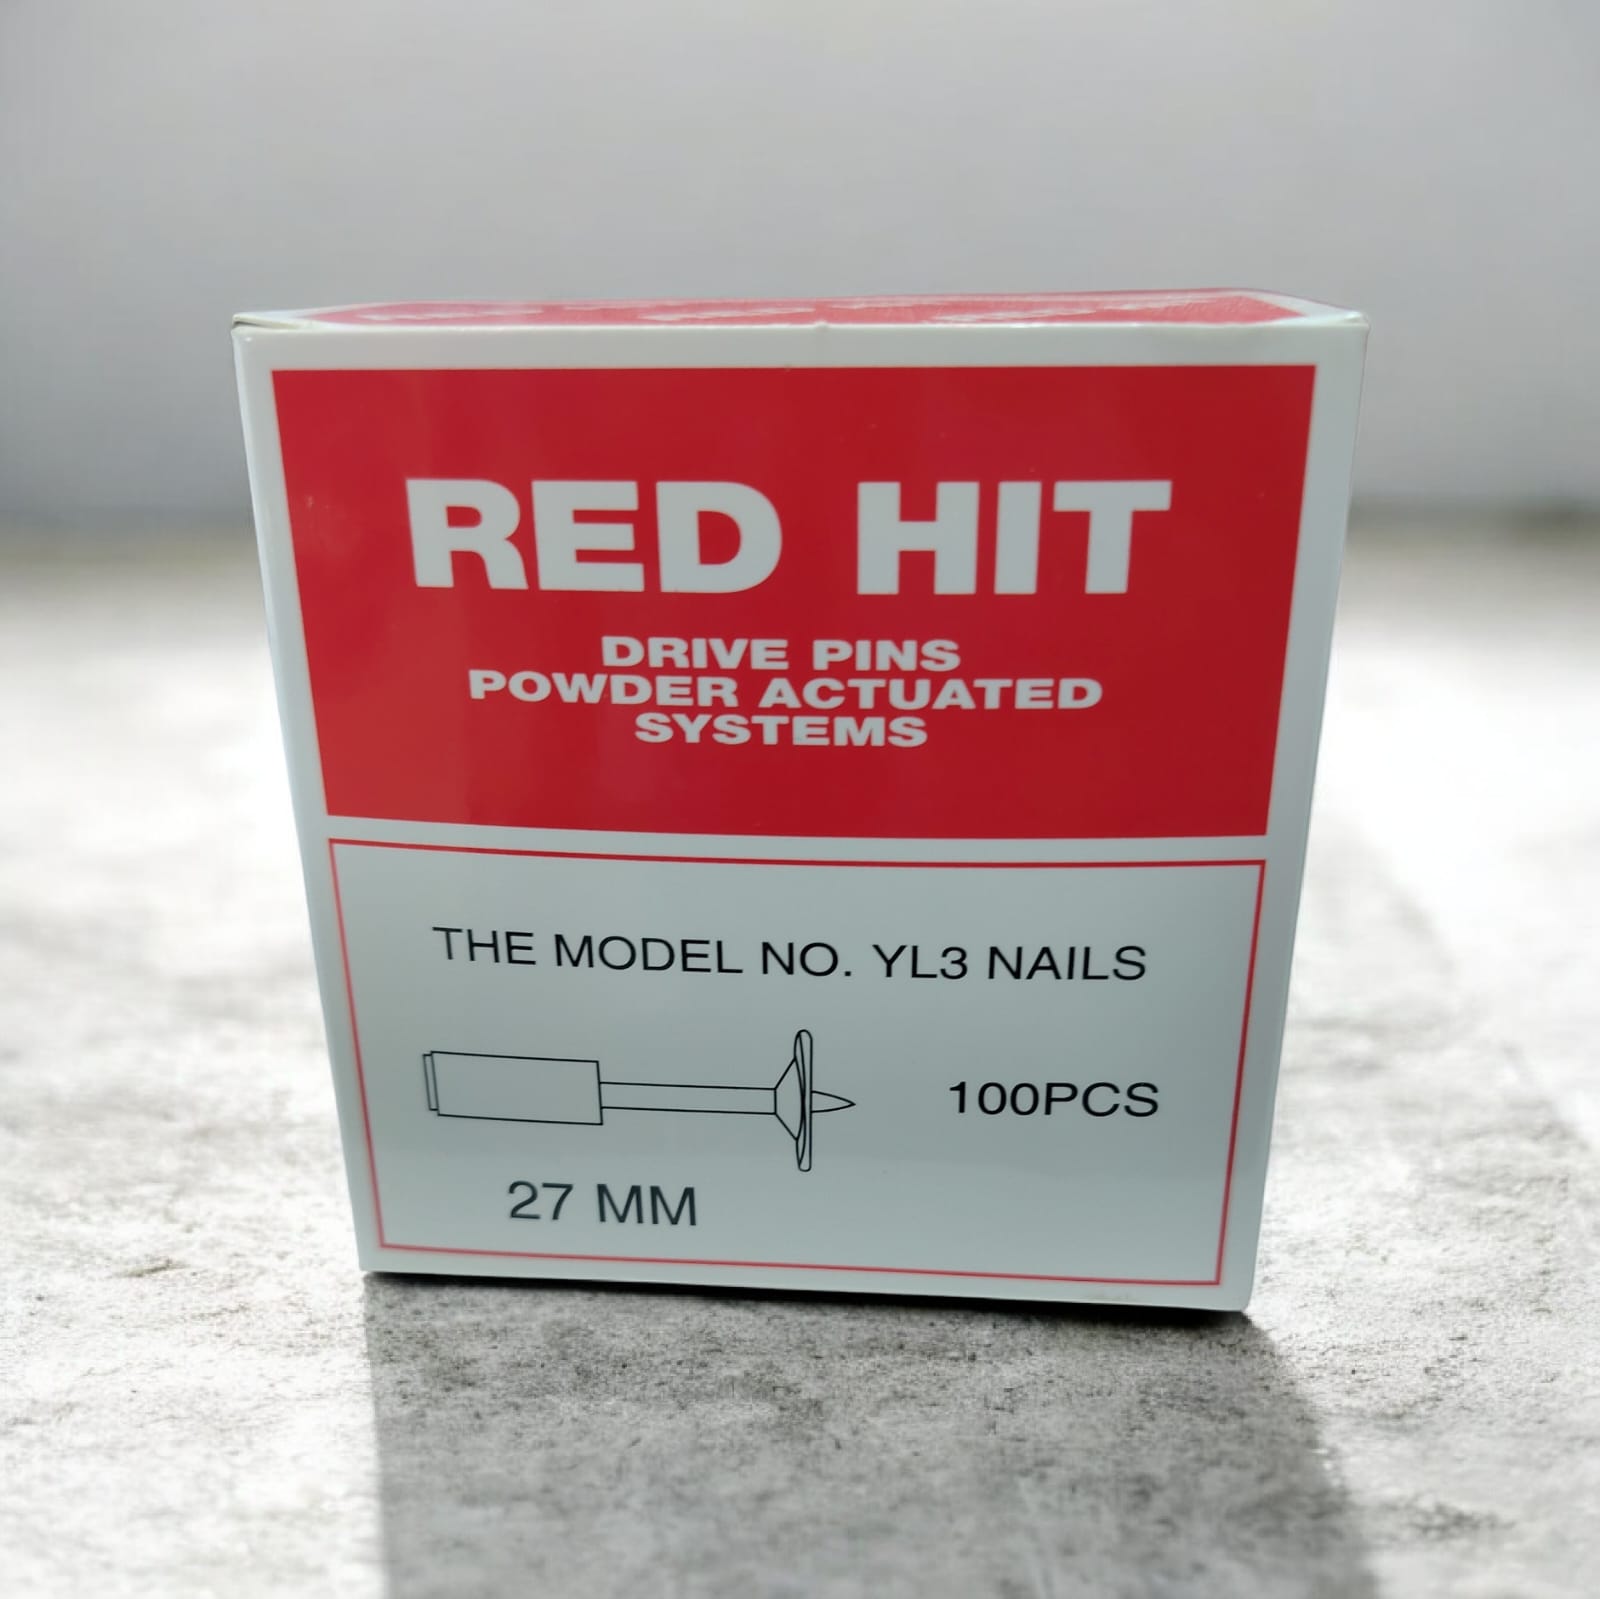 RED HIT
DRIVE PINS
POWDER ACTUATED
SYSTEMS
THE MODEL NO. YL3 NAILS
100PCS
27 MM